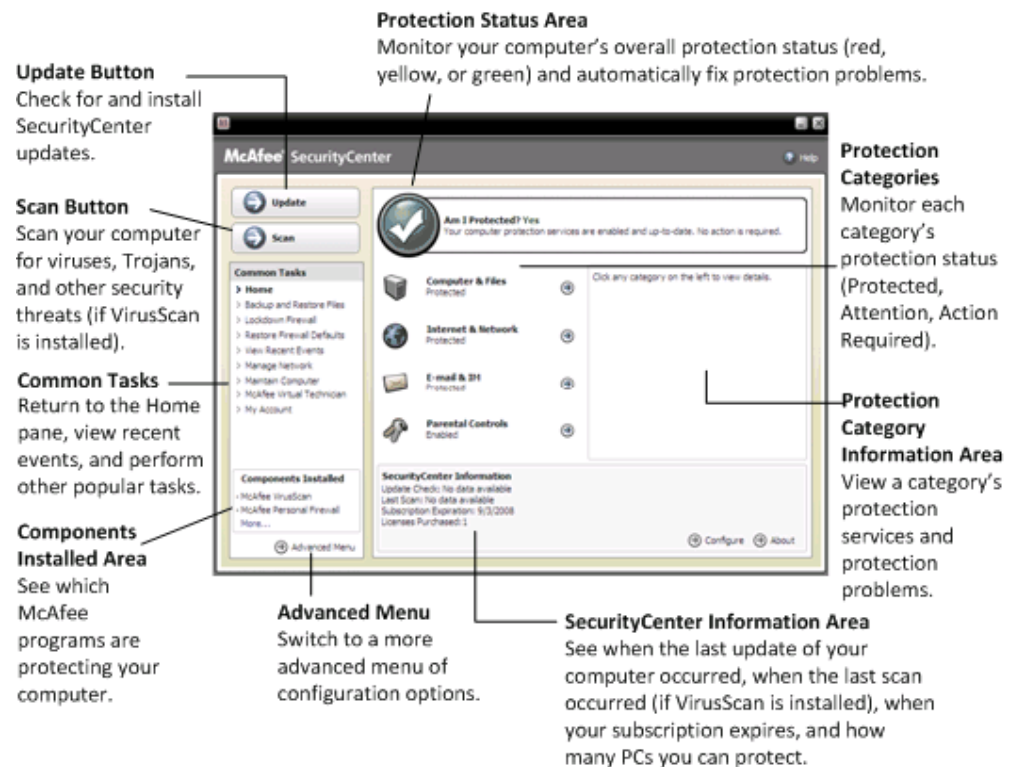 Protection Status Area
Monitor your computer's overall protection status (red,
yellow, or green) and automatically fix protection problems.
Update Button
Check for and install
SecurityCenter
updates.
Scan Button
Scan your computer
for viruses, Trojans,
and other security
threats (if VirusScan
is installed).
Common Tasks
Return to the Home
pane, view recent
events, and perform
other popular tasks.
Components
Installed Area
See which
McAfee
programs are
protecting your
computer.
McAfee SecurityCenter
Help
Update
Scan
Common Tasks
> Home
> Backup and Restore Files
> Lockdown Firewall
> Restore Firewall Defaults
> View Recent Events
> Manage Network
> Maintain Computer
> McAfee Virtual Technician
> My Account
Components Installed
McAfee VirusScan
McAfee Personal Firewall
More...
Advanced Menu
Am I Protected? Yes
Your computer protection services are enabled and up-to-date. No action is required.
Computer & Files
Protected
Internet & Network
Protected
E-mail & IM
Protected
Parental Controls
Enabled
Click any category on the left to view details.
SecurityCenter Information
Update Check: No data available
Last Scan: No data available
Subscription Expiration: 9/3/2008
Licenses Purchased: 1
Configure
About
Protection
Categories
Monitor each
category's
protection status
(Protected,
Attention, Action
Required).
Protection
Category
Information Area
View a category's
protection
services and
protection
problems.
Advanced Menu
Switch to a more
advanced menu of
configuration options.
SecurityCenter Information Area
See when the last update of your
computer occurred, when the last scan
occurred (if VirusScan is installed), when
your subscription expires, and how
many PCs you can protect.